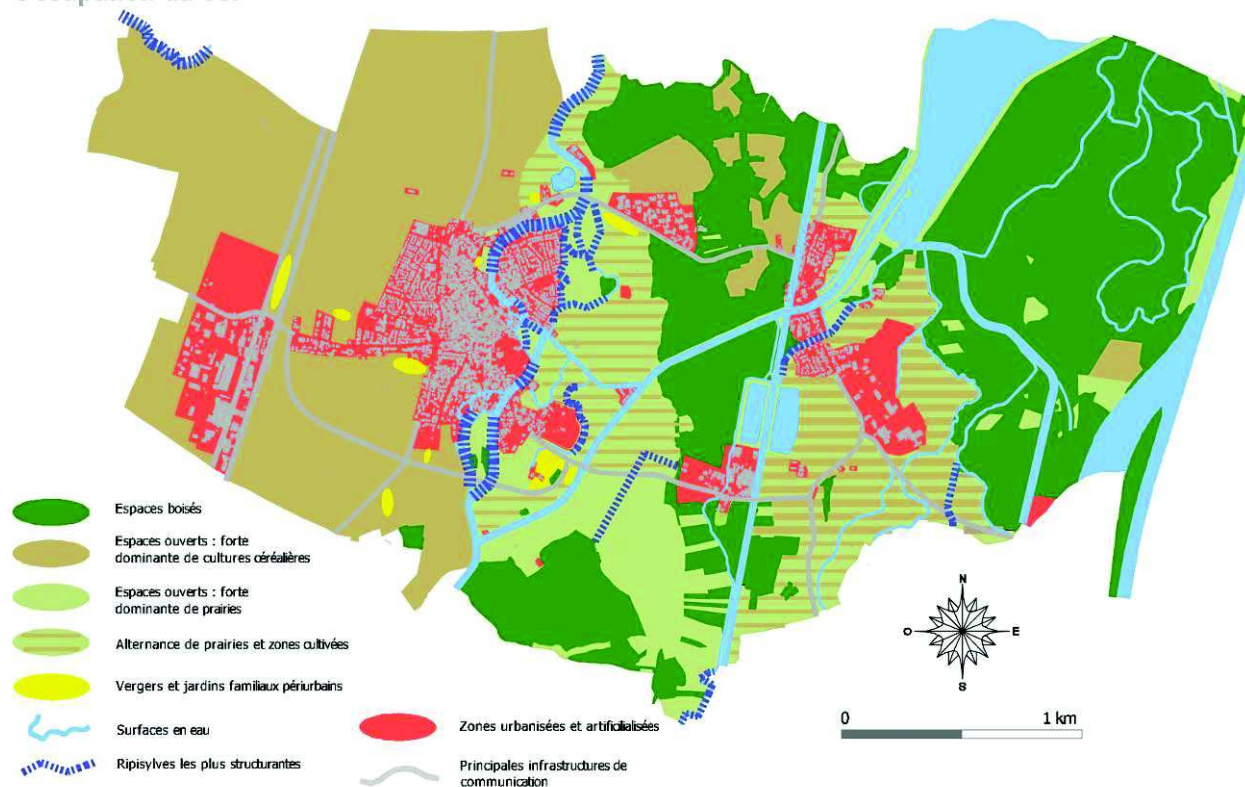 Espaces boisés
Espaces ouverts : forte
dominante de cultures céréalières
Espaces ouverts : forte
dominante de prairies
Alternance de prairies et zones cultivées
Vergers et jardins familiaux périurbains
Surfaces en eau
Ripisylves les plus structurantes
Zones urbanisées et artificialisées
Principales infrastructures de
communication
N
O
E
S
0
1 km